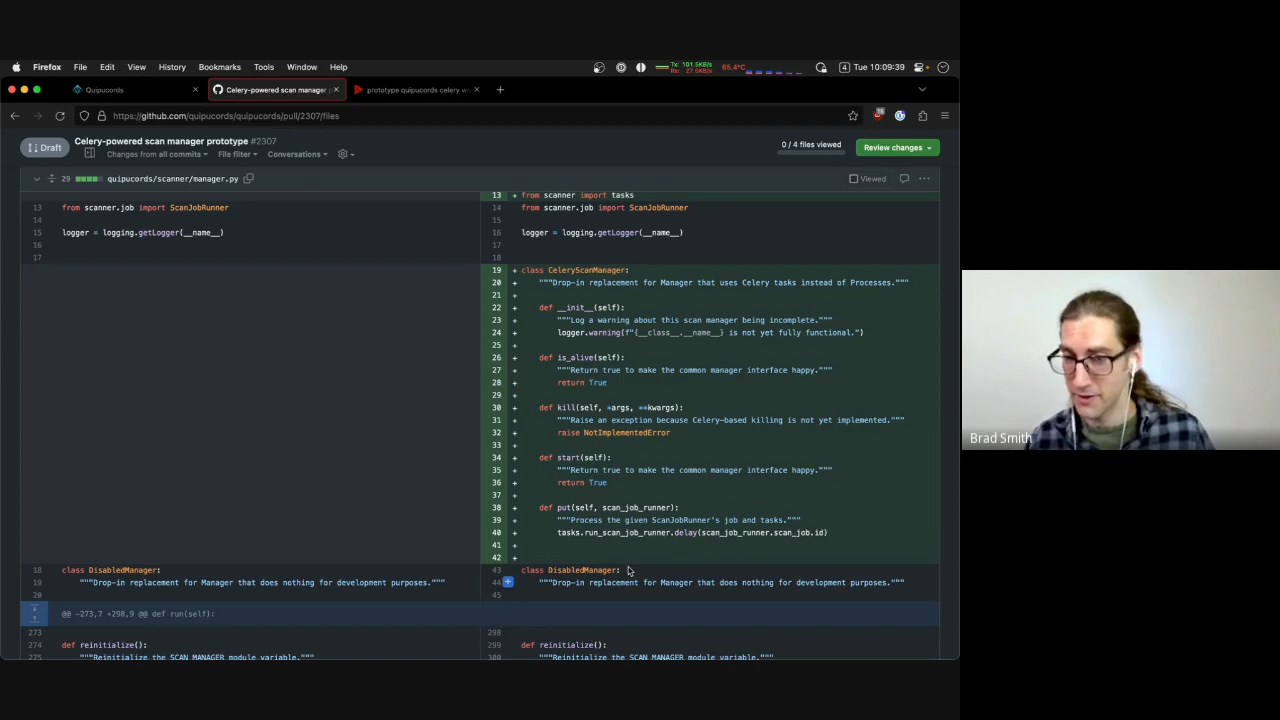 Firefox File Edit View History Bookmarks Tools Window Help
Tx: 101.5KB/s
Rx: 27.0KB/s
65.4°C
4 Tue 10:09:39
Quipucords
Celery-powered scan manager
prototype quipucords celery wo
https://github.com/quipucords/quipucords/pull/2307/files
Draft
Celery-powered scan manager prototype #2307
Changes from all commits File filter Conversations
0 / 4 files viewed
Review changes
29 quipucords/scanner/manager.py
Viewed
13 + from scanner import tasks
13 from scanner.job import ScanJobRunner
14 from scanner.job import ScanJobRunner
14
15
15 logger = logging.getLogger(__name__)
16 logger = logging.getLogger(__name__)
16
17
17
18
19 + class CeleryScanManager:
20 + """Drop-in replacement for Manager that uses Celery tasks instead of Processes."""
21 +
22 + def __init__(self):
23 + """Log a warning about this scan manager being incomplete."""
24 + logger.warning(f"{__class__.__name__} is not yet fully functional.")
25 +
26 + def is_alive(self):
27 + """Return true to make the common manager interface happy."""
28 + return True
29 +
30 + def kill(self, *args, **kwargs):
31 + """Raise an exception because Celery-based killing is not yet implemented."""
32 + raise NotImplementedError
33 +
34 + def start(self):
35 + """Return true to make the common manager interface happy."""
36 + return True
37 +
38 + def put(self, scan_job_runner):
39 + """Process the given ScanJobRunner's job and tasks."""
40 + tasks.run_scan_job_runner.delay(scan_job_runner.scan_job.id)
41 +
42 +
18 class DisabledManager:
43 class DisabledManager:
19 """Drop-in replacement for Manager that does nothing for development purposes."""
44 """Drop-in replacement for Manager that does nothing for development purposes."""
20
45
@@ -273,7 +298,9 @@ def run(self):
273
298
274 def reinitialize():
299 def reinitialize():
275 """Reinitialize the SCAN_MANAGER module variable."""
300 """Reinitialize the SCAN_MANAGER module variable."""
Brad Smith